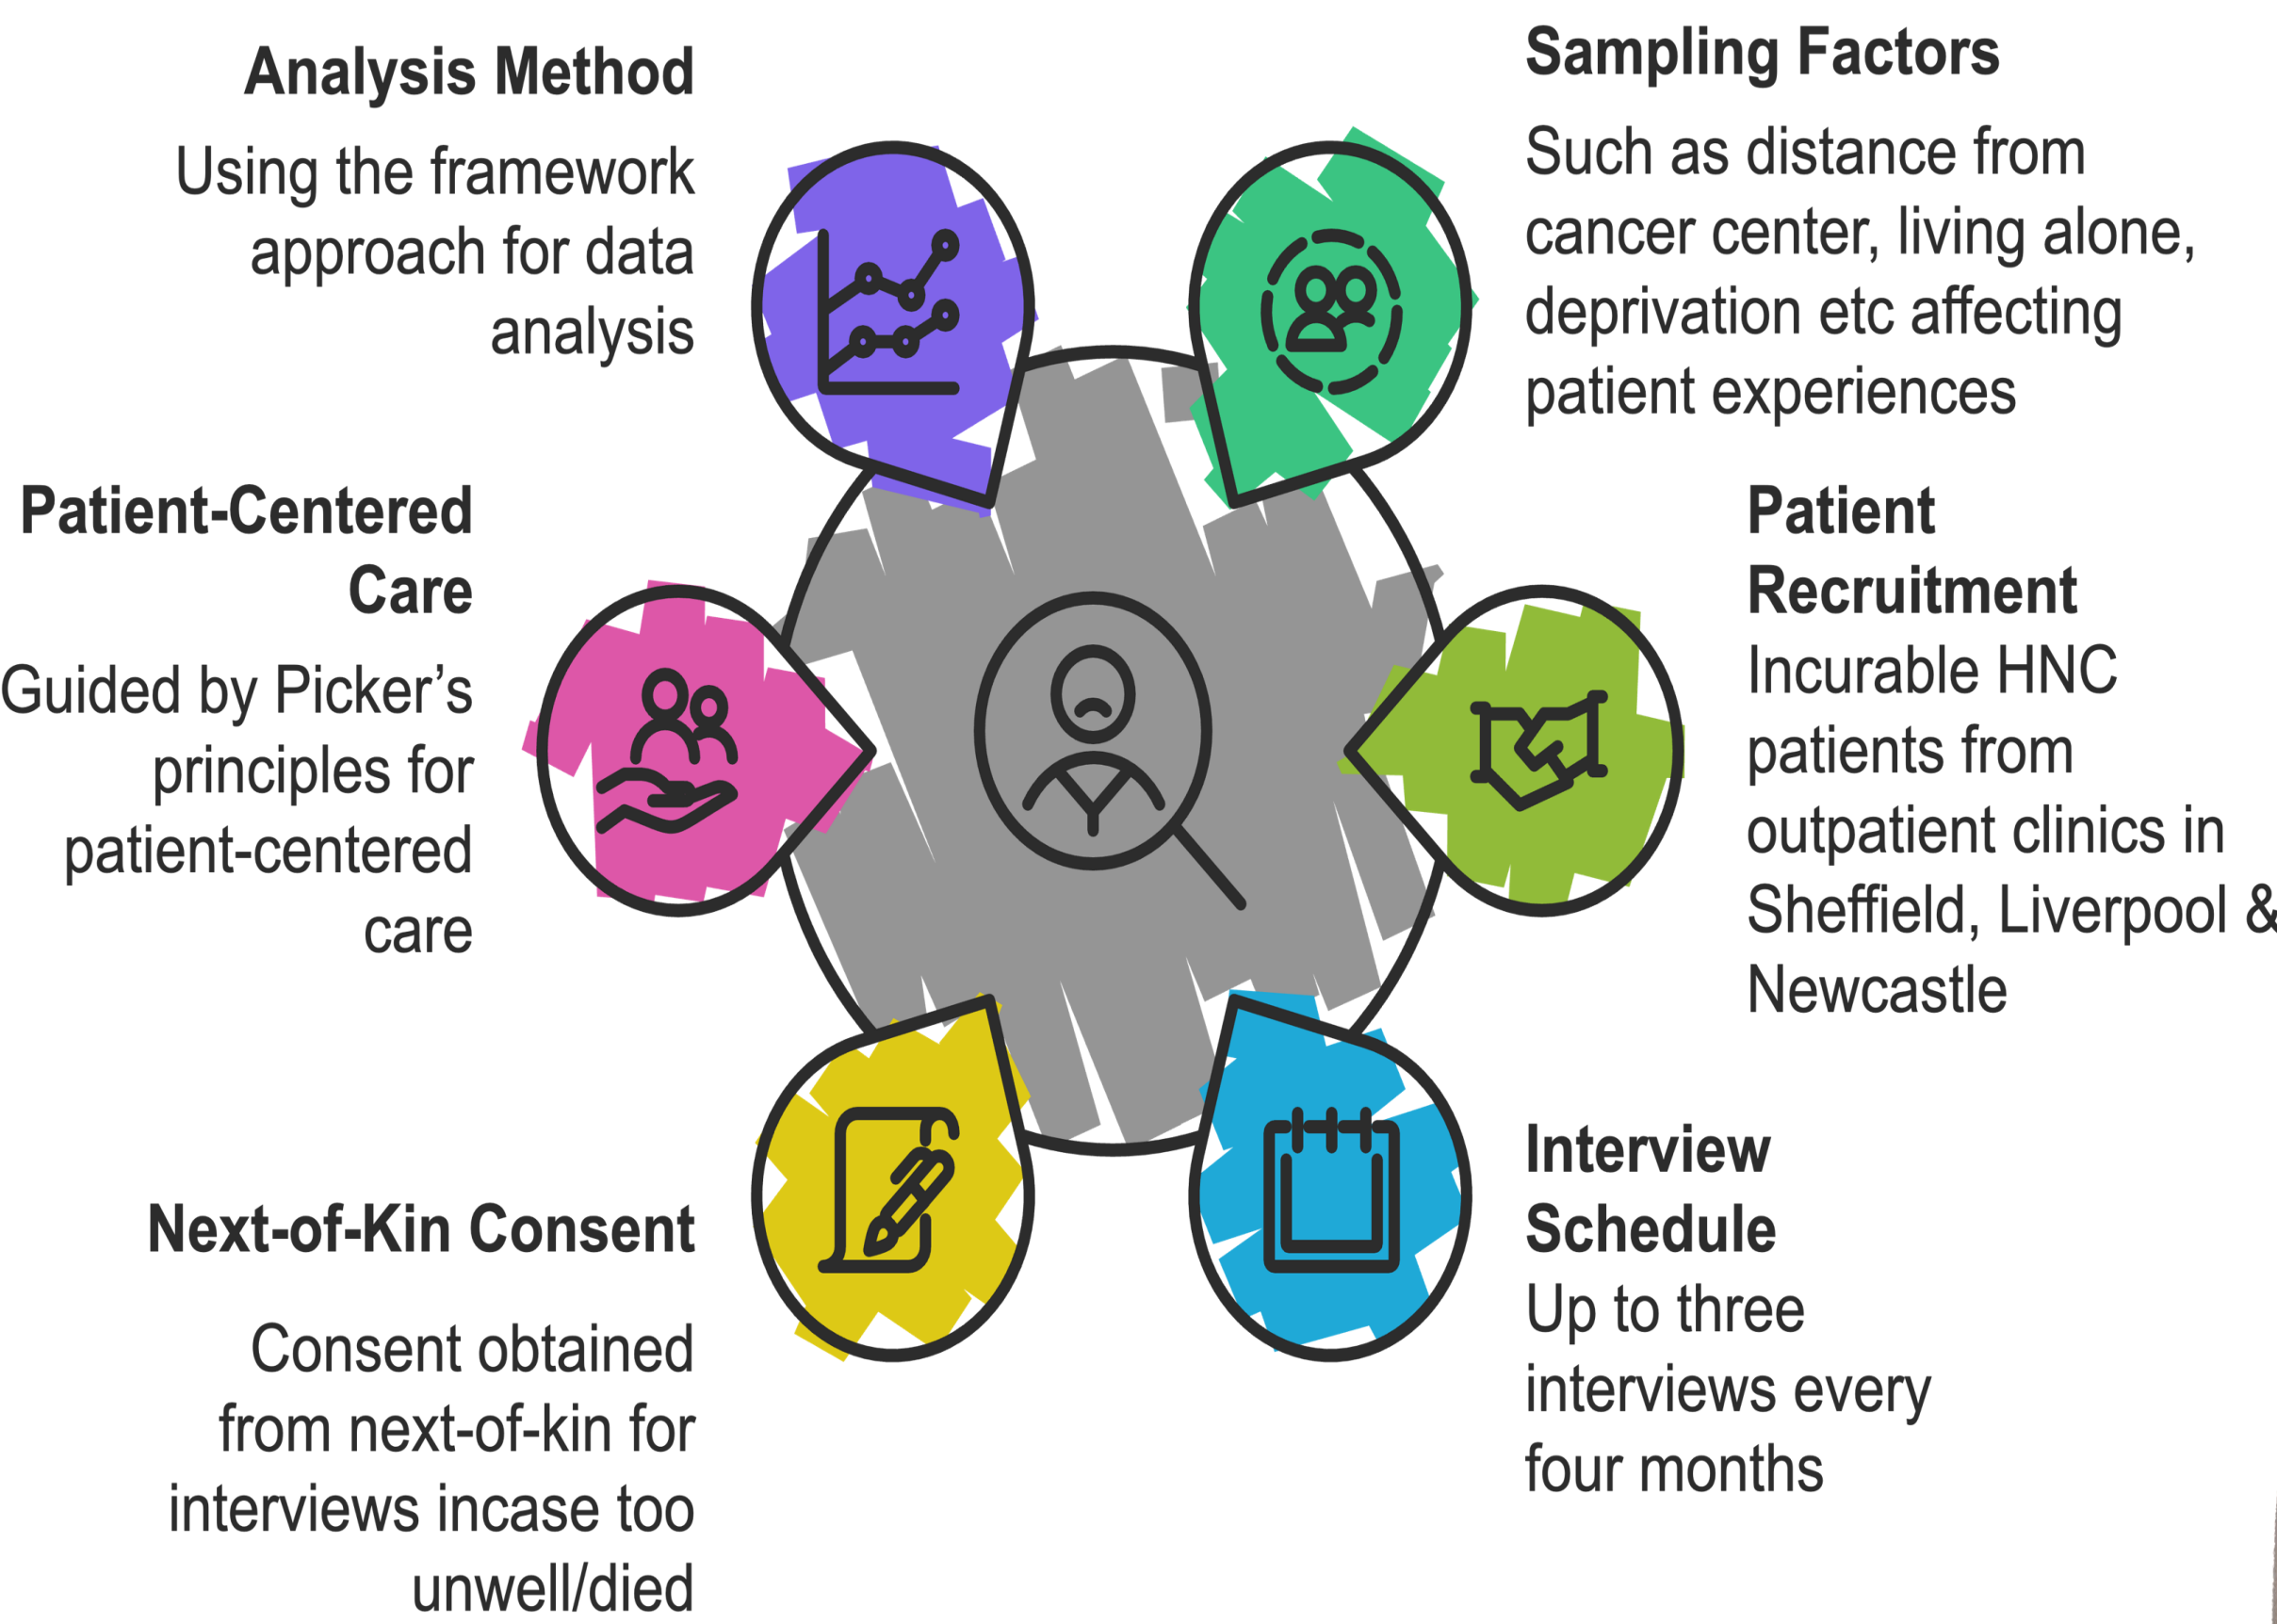 Analysis Method
Using the framework
approach for data
analysis
Sampling Factors
Such as distance from
cancer center, living alone,
deprivation etc affecting
patient experiences
Patient-Centered
Care
Guided by Picker’s
principles for
patient-centered
care
Patient
Recruitment
Incurable HNC
patients from
outpatient clinics in
Sheffield, Liverpool &
Newcastle
Next-of-Kin Consent
Consent obtained
from next-of-kin for
interviews incase too
unwell/died
Interview
Schedule
Up to three
interviews every
four months